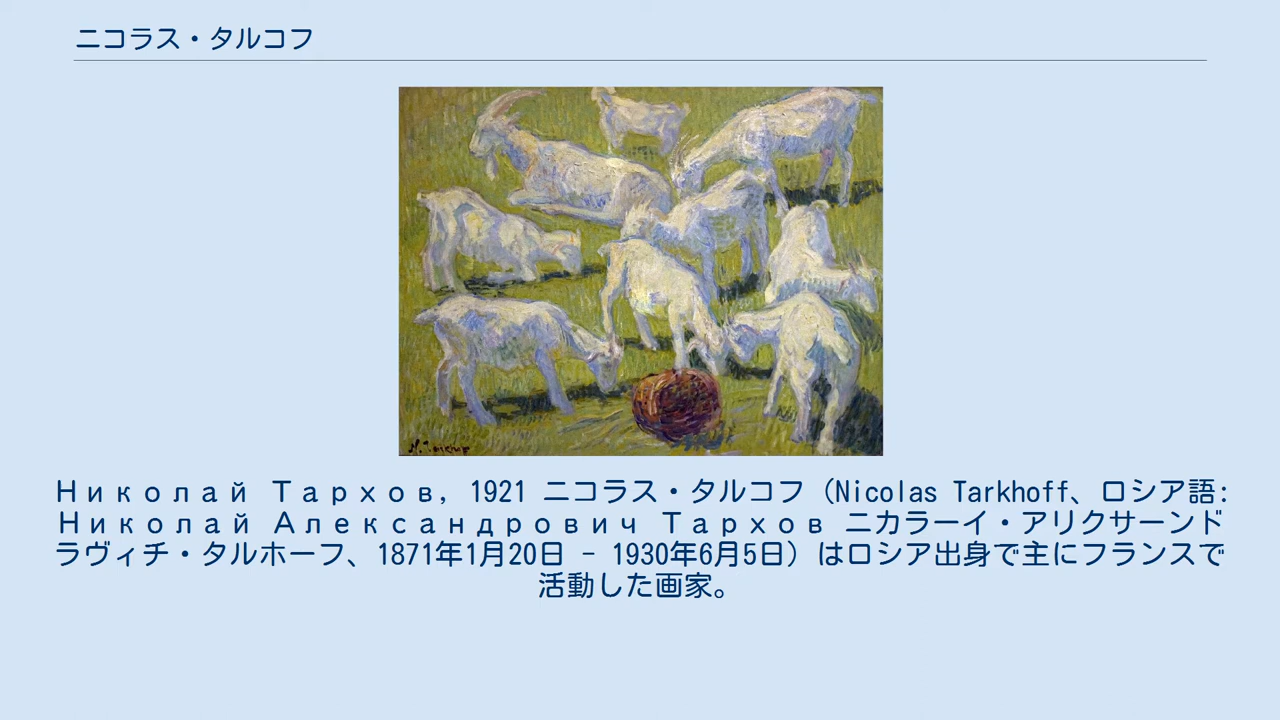 ニコラス・タルコフ
Николай Тархов, 1921 ニコラス・タルコフ（Nicolas Tarkhoff、ロシア語:
Николай Александрович Тархов ニカラーイ・アリクサーンド
ラヴィチ・タルホーフ、1871年1月20日 - 1930年6月5日）はロシア出身で主にフランスで
活動した画家。